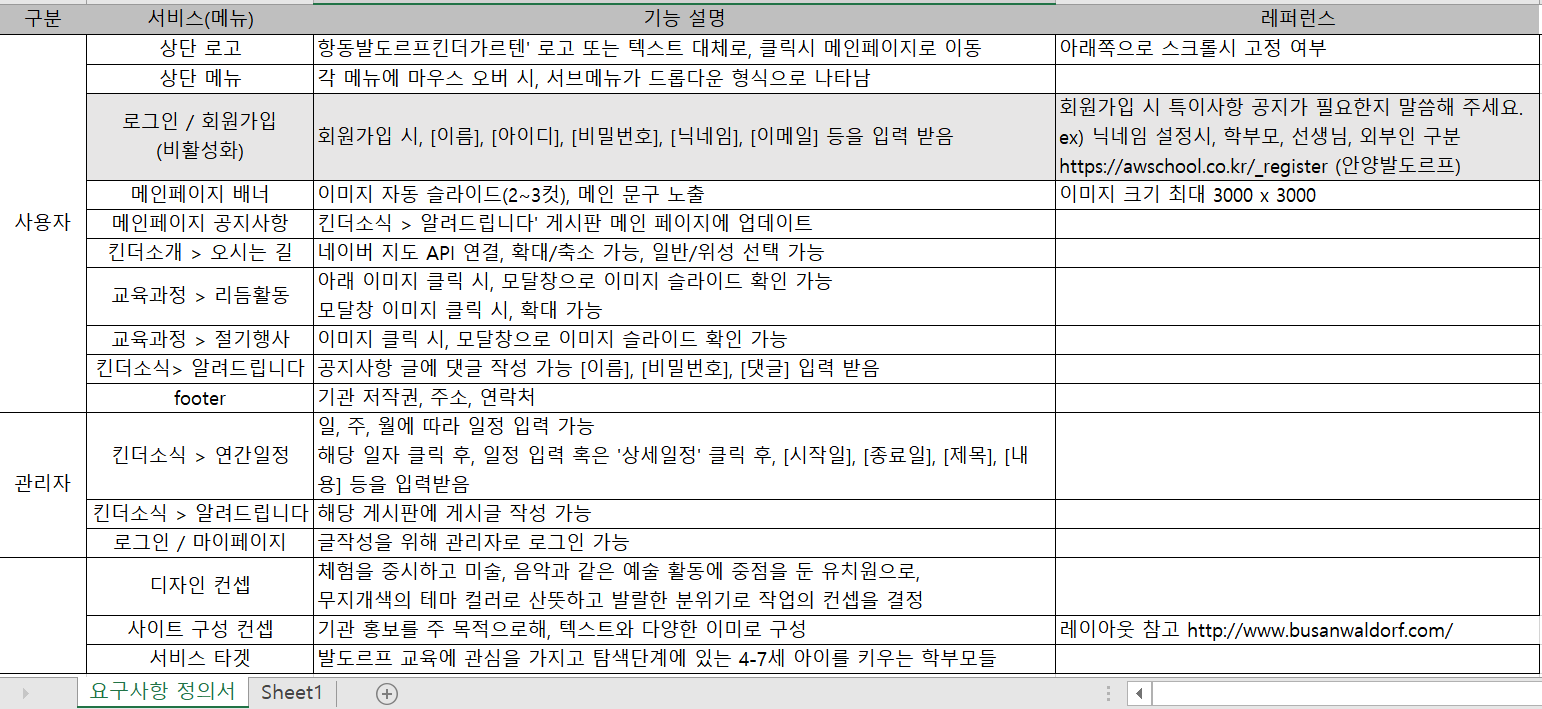 구분 서비스(메뉴) 기능 설명 레퍼런스
사용자
상단 로고 항동발도르프킨더가르텐' 로고 또는 텍스트 대체로, 클릭시 메인페이지로 이동 아래쪽으로 스크롤시 고정 여부
상단 메뉴 각 메뉴에 마우스 오버 시, 서브메뉴가 드롭다운 형식으로 나타남
로그인 / 회원가입
(비활성화)
회원가입 시, [이름], [아이디], [비밀번호], [닉네임], [이메일] 등을 입력 받음
회원가입 시 특이사항 공지가 필요한지 말씀해 주세요.
ex) 닉네임 설정시, 학부모, 선생님, 외부인 구분
https://awschool.co.kr/_register (안양발도르프)
메인페이지 배너 이미지 자동 슬라이드(2~3컷), 메인 문구 노출 이미지 크기 최대 3000 x 3000
메인페이지 공지사항 킨더소식 > 알려드립니다' 게시판 메인 페이지에 업데이트
킨더소개 > 오시는 길 네이버 지도 API 연결, 확대/축소 가능, 일반/위성 선택 가능
교육과정 > 리듬활동
아래 이미지 클릭 시, 모달창으로 이미지 슬라이드 확인 가능
모달창 이미지 클릭 시, 확대 가능
교육과정 > 절기행사 이미지 클릭 시, 모달창으로 이미지 슬라이드 확인 가능
킨더소식> 알려드립니다 공지사항 글에 댓글 작성 가능 [이름], [비밀번호], [댓글] 입력 받음
footer 기관 저작권, 주소, 연락처
관리자
킨더소식 > 연간일정
일, 주, 월에 따라 일정 입력 가능
해당 일자 클릭 후, 일정 입력 혹은 '상세일정' 클릭 후, [시작일], [종료일], [제목], [내
용] 등을 입력받음
킨더소식 > 알려드립니다 해당 게시판에 게시글 작성 가능
로그인 / 마이페이지 글작성을 위해 관리자로 로그인 가능
디자인 컨셉
체험을 중시하고 미술, 음악과 같은 예술 활동에 중점을 둔 유치원으로,
무지개색의 테마 컬러로 산뜻하고 발랄한 분위기로 작업의 컨셉을 결정
사이트 구성 컨셉 기관 홍보를 주 목적으로해, 텍스트와 다양한 이미로 구성 레이아웃 참고 http://www.busanwaldorf.com/
서비스 타겟 발도르프 교육에 관심을 가지고 탐색단계에 있는 4-7세 아이를 키우는 학부모들
요구사항 정의서 Sheet1